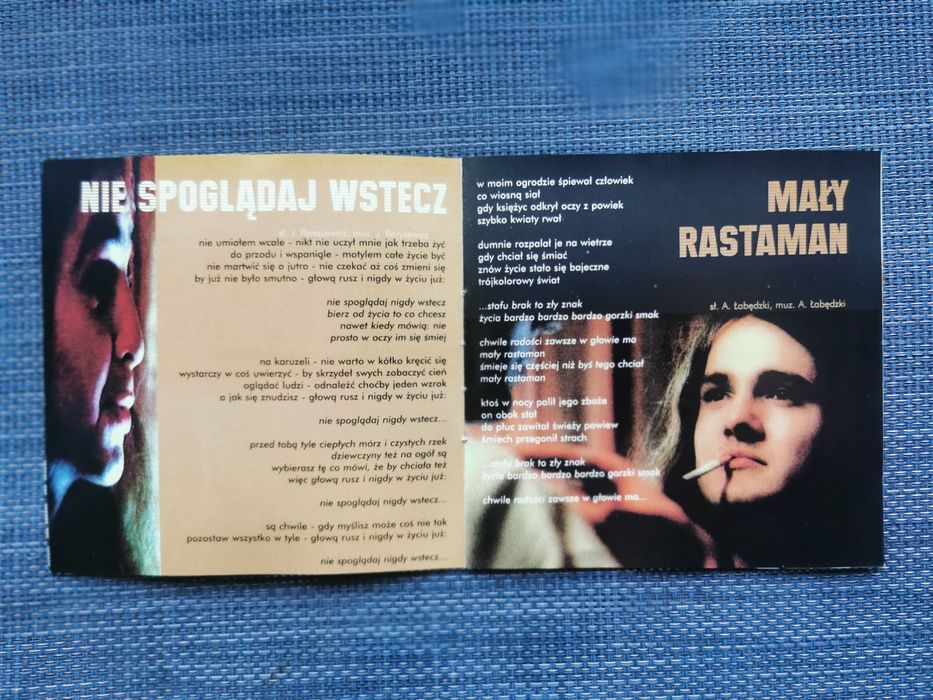 NIE SPOGLĄDAJ WSTECZ
sł. J. Panasewicz, muz. J. Borysewicz
nie umiałem wcale - nikt nie uczył mnie jak trzeba żyć
do przodu i wspaniale - motylem całe życie być
nie martwić się o jutro - nie czekać aż coś zmieni się
by już nie było smutno - głową rusz i nigdy w życiu już:
nie spoglądaj nigdy wstecz
bierz od życia to co chcesz
nawet kiedy mówią: nie
prosto w oczy im się śmiej
na karuzeli - nie warto w kółko kręcić się
wystarczy w coś uwierzyć - by skrzydeł swych zobaczyć cień
oglądać ludzi - odnaleźć choćby jeden wzrok
a jak się znudzisz - głową rusz i nigdy w życiu już:
nie spoglądaj nigdy wstecz...
przed tobą tyle ciepłych mórz i czystych rzek
dziewczyny też na ogół są
wybierasz tę co mówi, że by chciała też
więc głową rusz i nigdy w życiu już:
nie spoglądaj nigdy wstecz...
są chwile - gdy myślisz może coś nie tak
pozostaw wszystko w tyle - głową rusz i nigdy w życiu już:
nie spoglądaj nigdy wstecz...
MAŁY
RASTAMAN
sł. A. Łabędzki, muz. A. Łabędzki
w moim ogrodzie śpiewał człowiek
co wiosną siał
gdy księżyc odkrył oczy z powiek
szybko kwiaty rwał
dumnie rozpalał je na wietrze
gdy chciał się śmiać
znów życie stało się bajeczne
trójkolorowy świat
...stafu brak to zły znak
życia bardzo bardzo bardzo gorzki smak
chwile radości zawsze w głowie ma
mały rastaman
śmieje się częściej niż byś tego chciał
mały rastaman
ktoś w nocy palił jego zboże
on obok stał
do płuc zawitał świeży powiew
śmiech przegonił strach
...stafu brak to zły znak
życia bardzo bardzo bardzo gorzki smak
chwile radości zawsze w głowie ma...